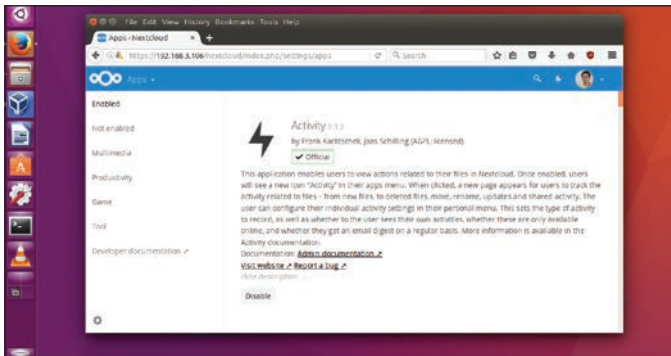 File Edit View History Bookmarks Tools Help
Apps - Nextcloud
https://192.168.3.106/nextcloud/index.php/settings/apps
Search
Apps
Enabled
Not enabled
Multimedia
Productivity
Game
Tool
Developer documentation
Activity 2.3.2
by Frank Karlitschek, Joas Schilling (AGPL-licensed)
Official
This application enables users to view actions related to their files in Nextcloud. Once enabled, users
will see a new icon "Activity" in their apps menu. When clicked, a new page appears for users to track the
activity related to files - from new files, to deleted files, move, rename, updates and shared activity. The
user can configure their individual activity settings in their personal menu. This sets the type of activity
to record, as well as whether to the user sees their own activities, whether these are only available
online, and whether they get an email digest on a regular basis. More information is available in the
Activity documentation.
Documentation: Admin documentation
Visit website Report a bug
Hide description ...
Disable